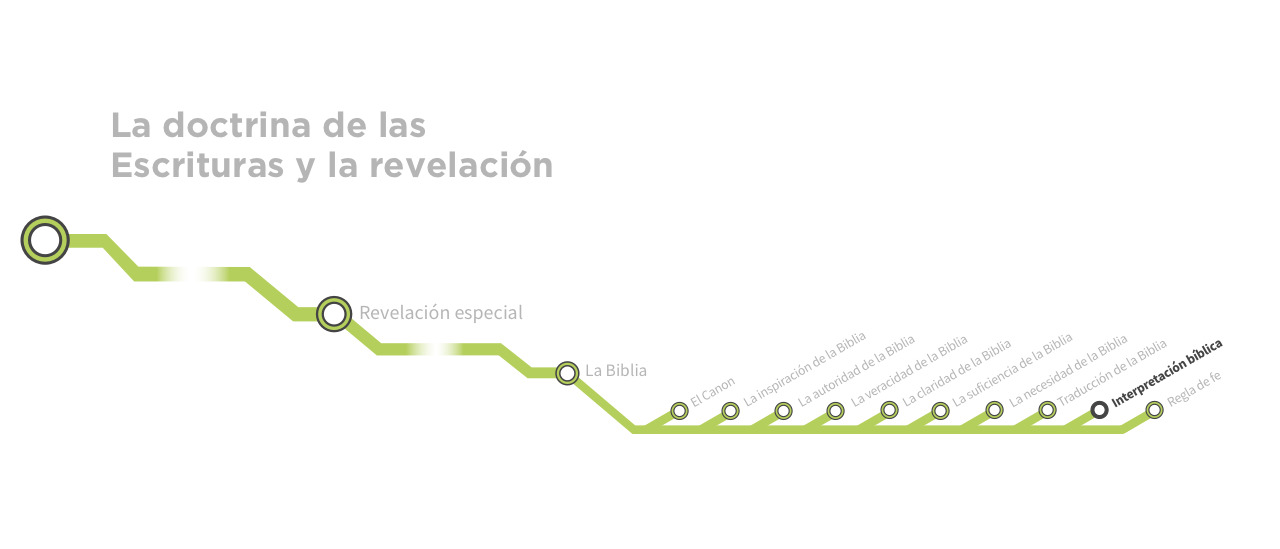 La doctrina de las
Escrituras y la revelación
Revelación especial
La Biblia
El Canon
La inspiración de la Biblia
La autoridad de la Biblia
La veracidad de la Biblia
La claridad de la Biblia
La suficiencia de la Biblia
La necesidad de la Biblia
Traducción de la Biblia
Interpretación bíblica
Regla de fe